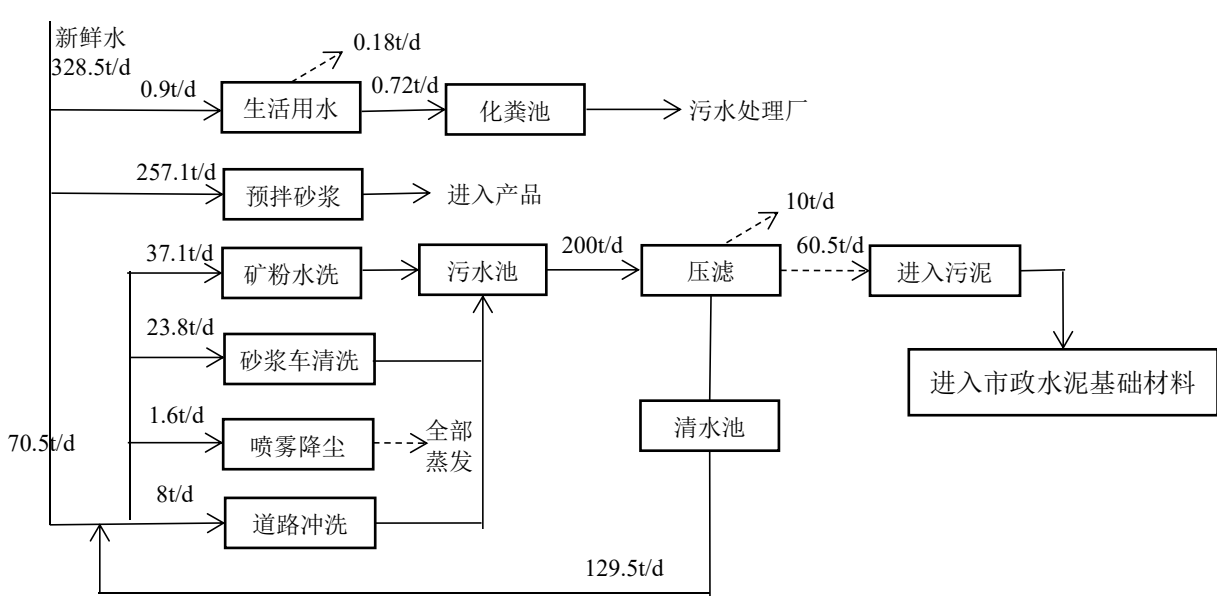 新鲜水
328.5t/d
0.18t/d
0.9t/d
生活用水
0.72t/d
化粪池
污水处理厂
257.1t/d
预拌砂浆
进入产品
10t/d
37.1t/d
矿粉水洗
污水池
200t/d
压滤
60.5t/d
进入污泥
23.8t/d
砂浆车清洗
进入市政水泥基础材料
1.6t/d
喷雾降尘
全部
蒸发
清水池
70.5t/d
8t/d
道路冲洗
129.5t/d